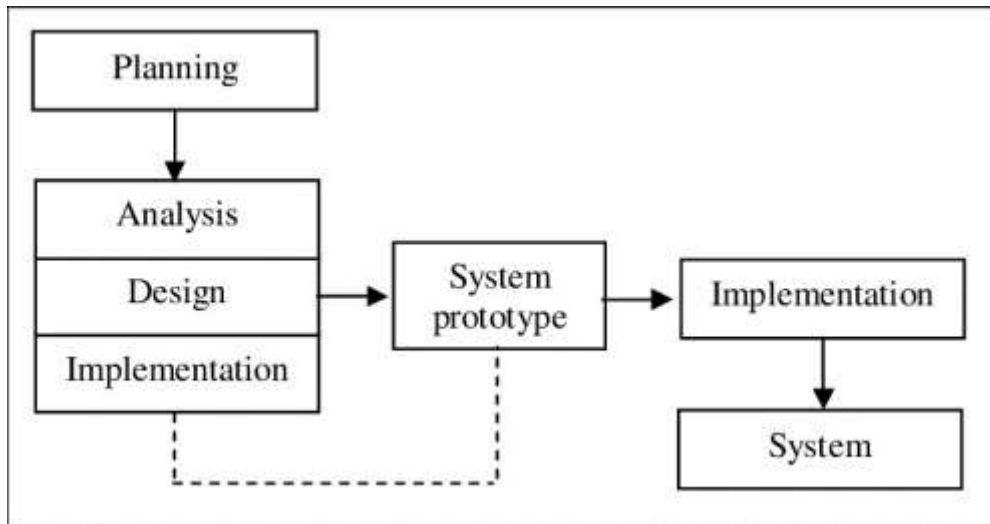 Planning
Analysis
Design
Implementation
System
prototype
Implementation
System